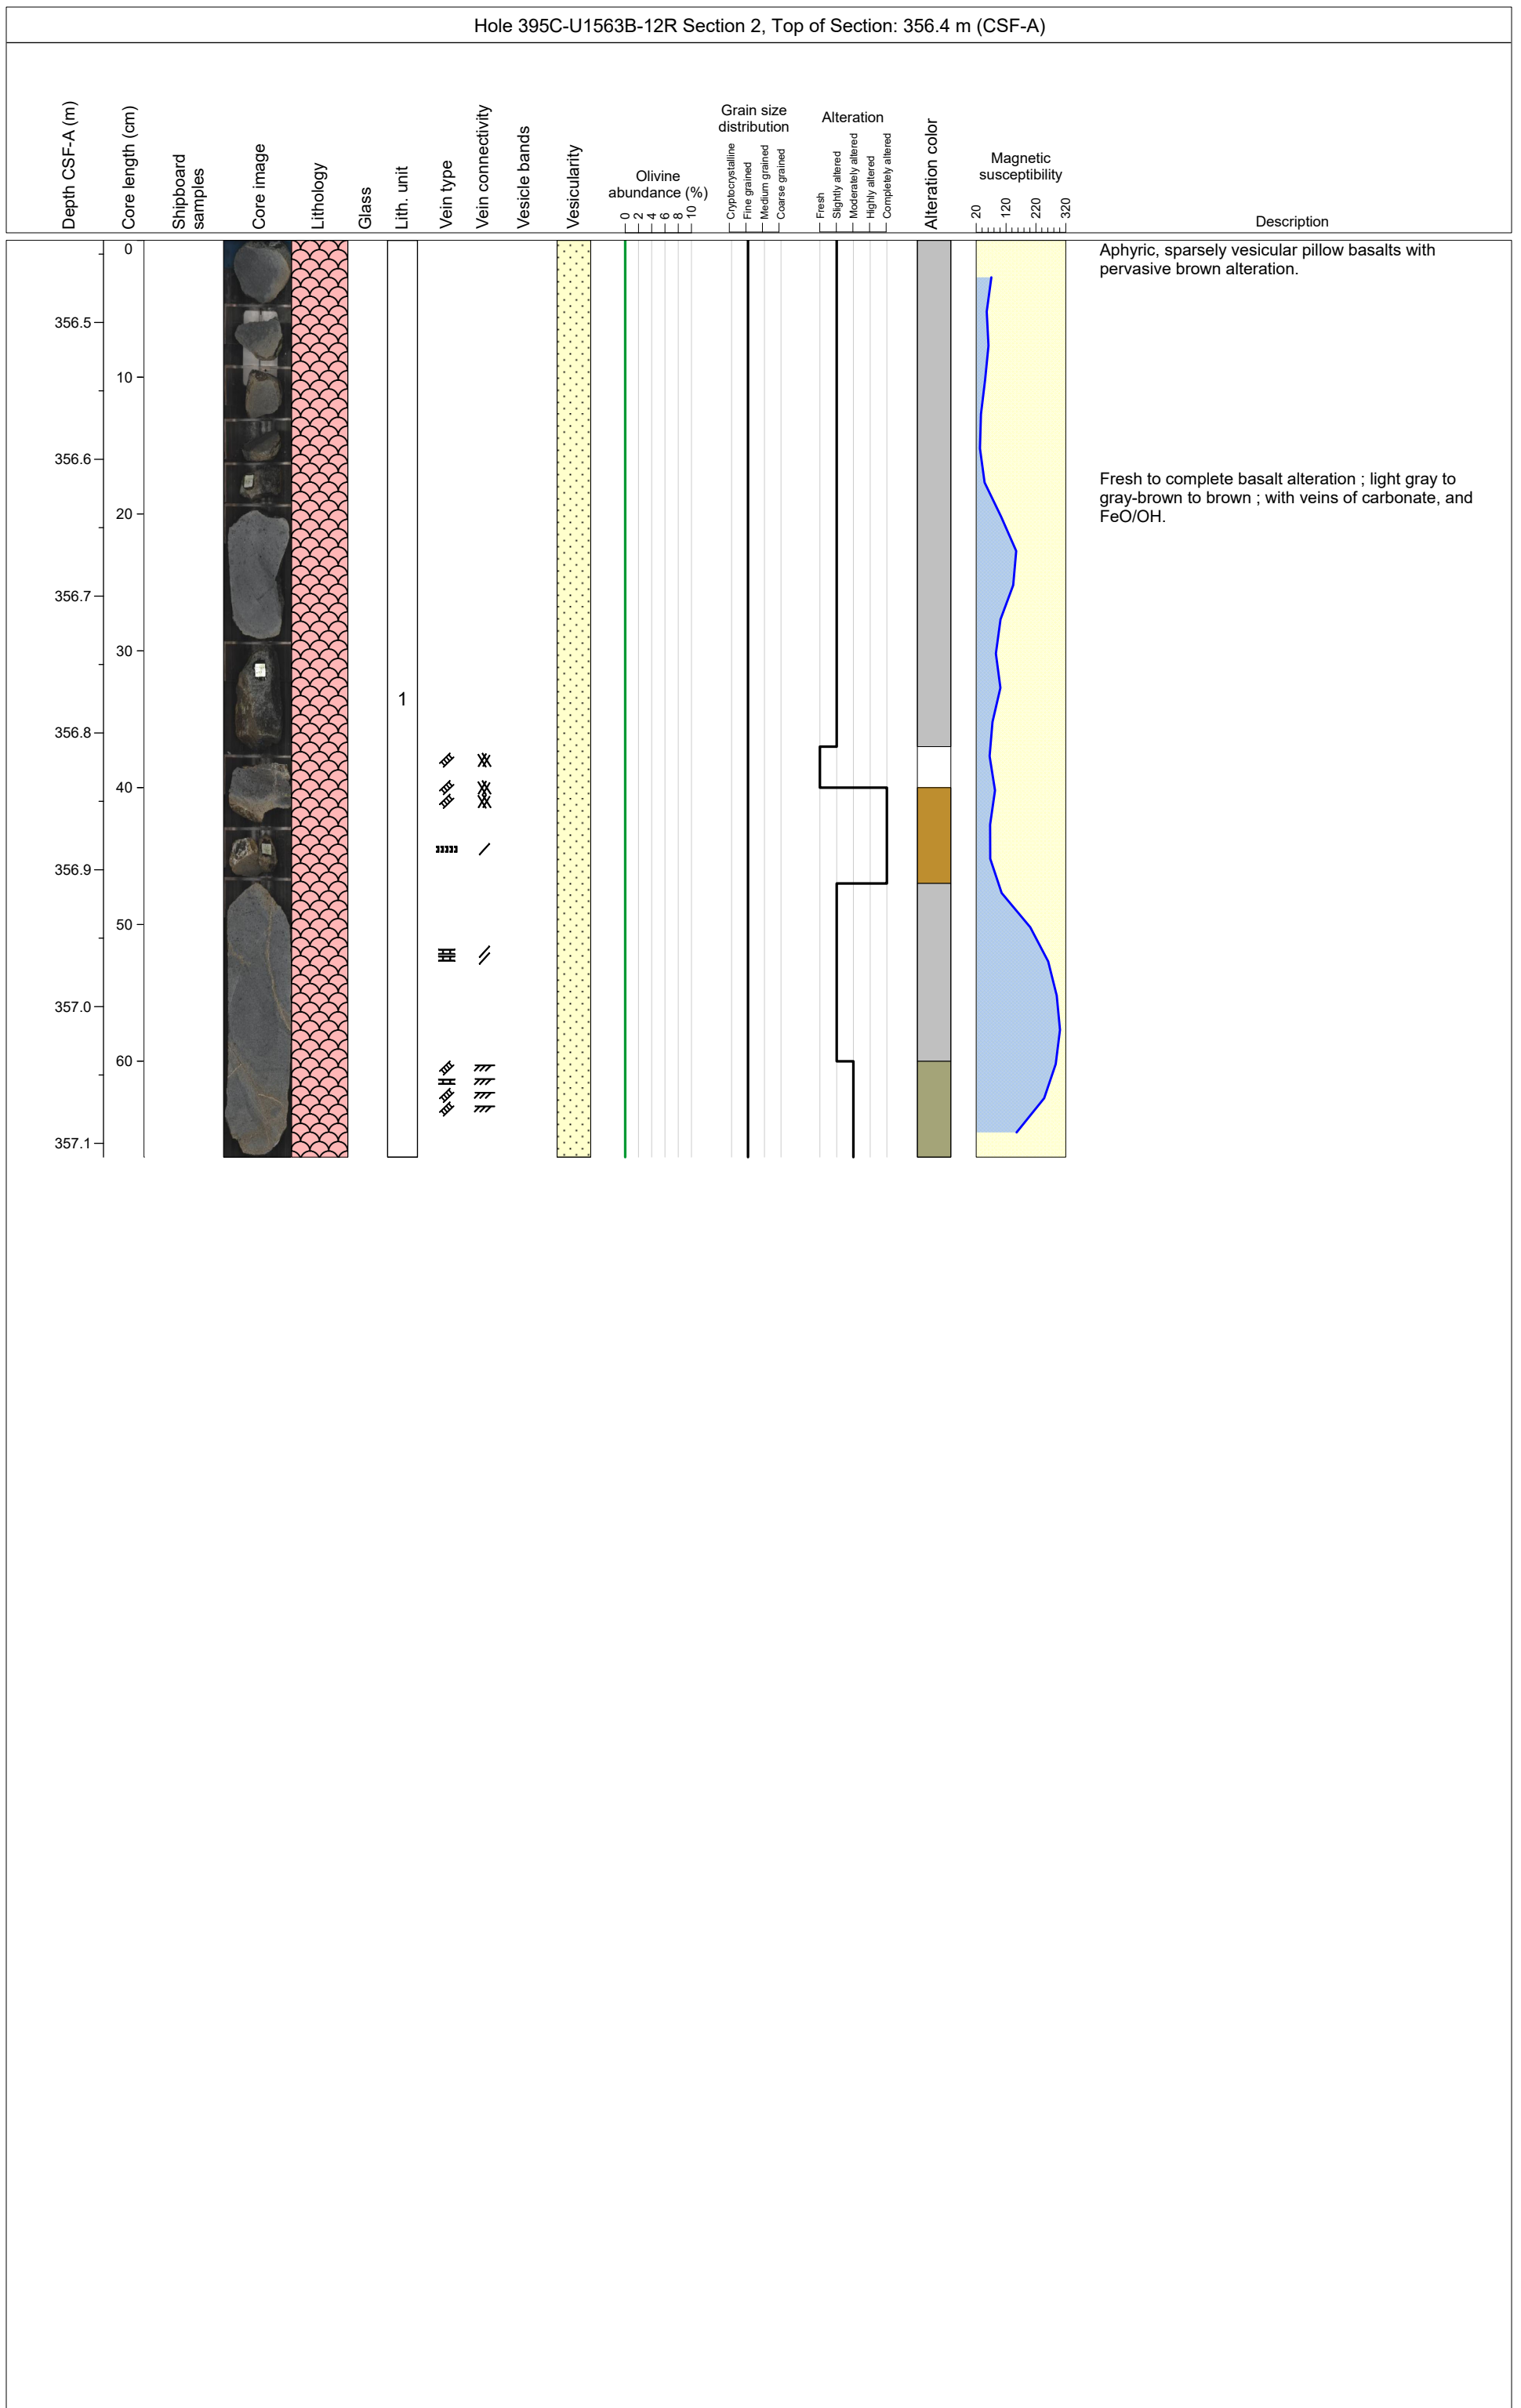 Hole 395C-U1563B-12R Section 2, Top of Section: 356.4 m (CSF-A)
Depth CSF-A (m)
Core length (cm)
Shipboard
samples
Core image
Lithology
Glass
Lith. unit
Vein type
Vein connectivity
Vesicle bands
Vesicularity
Olivine
abundance (%)
0 2 4 6 8 10
Grain size
distribution
Cryptocrystalline
Fine grained
Medium grained
Coarse grained
Alteration
Fresh
Slightly altered
Moderately altered
Highly altered
Completely altered
Alteration color
Magnetic
susceptibility
20 120 220 320
Description
0
356.5
10
356.6
20
356.7
30
356.8
40
356.9
50
357.0
60
357.1
1
Aphyric, sparsely vesicular pillow basalts with
pervasive brown alteration.
Fresh to complete basalt alteration ; light gray to
gray-brown to brown ; with veins of carbonate, and
FeO/OH.